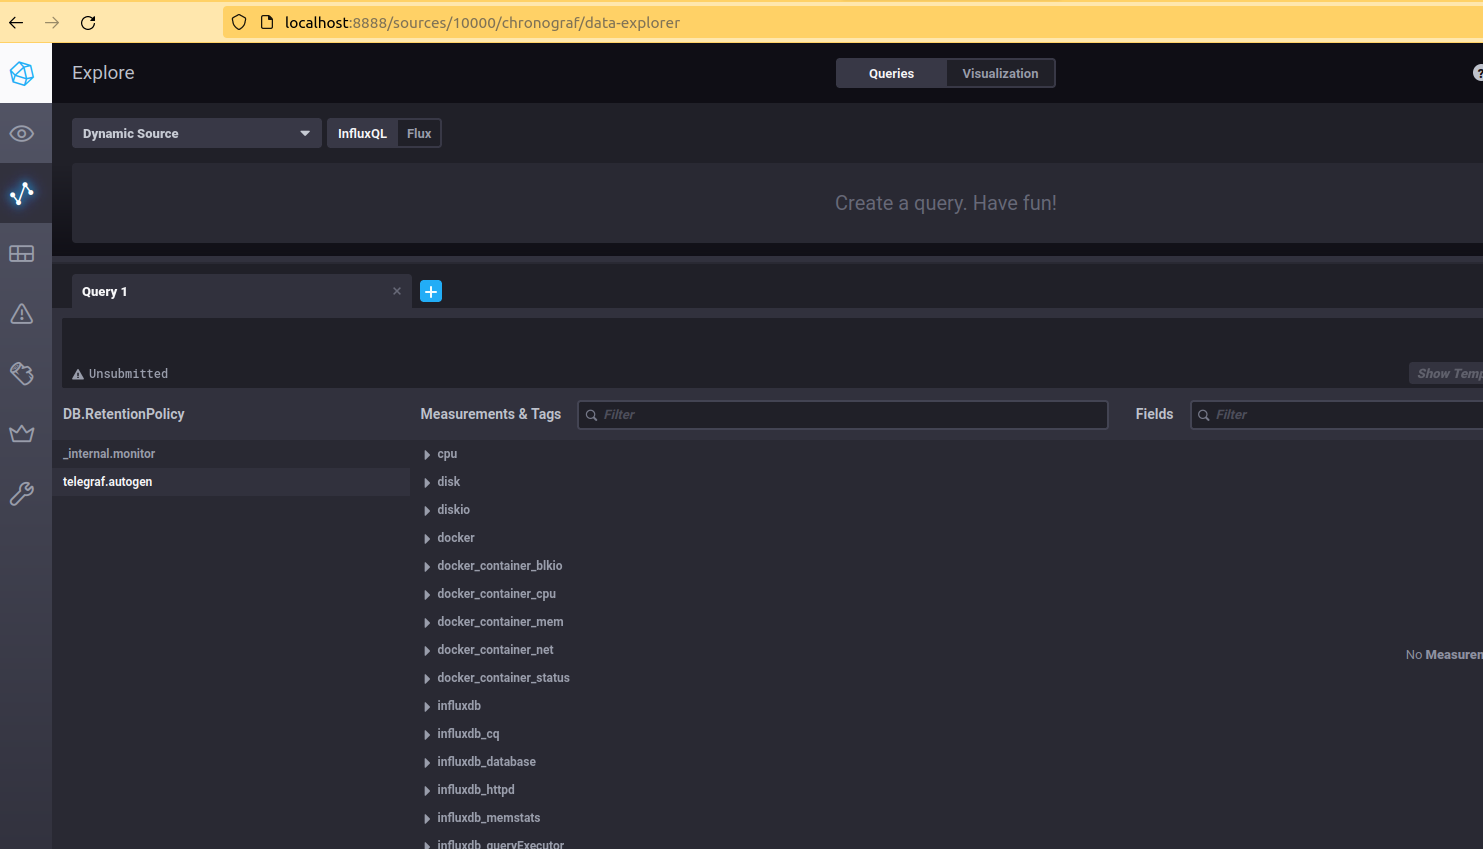 localhost:8888/sources/10000/chronograf/data-explorer
Explore
Queries
Visualization
?
Dynamic Source
InfluxQL
Flux
Create a query. Have fun!
Query 1
Unsubmitted
Show Temp
DB.RetentionPolicy
Measurements & Tags
Filter
Fields
Filter
_internal.monitor
telegraf.autogen
cpu
disk
diskio
docker
docker_container_blkio
docker_container_cpu
docker_container_mem
docker_container_net
docker_container_status
influxdb
influxdb_cq
influxdb_database
influxdb_httpd
influxdb_memstats
influxdb_queryExecutor
No Measurem